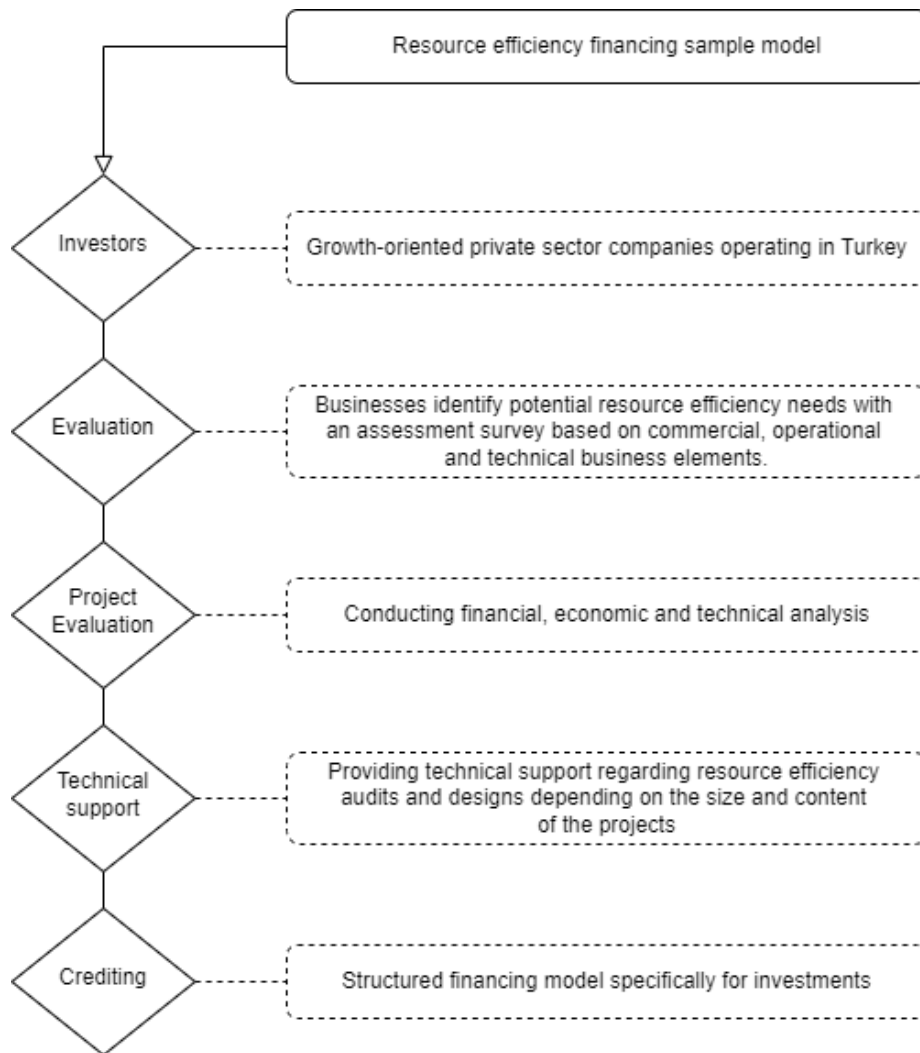 Resource efficiency financing sample model
Investors
Growth-oriented private sector companies operating in Turkey
Evaluation
Businesses identify potential resource efficiency needs with
an assessment survey based on commercial, operational
and technical business elements.
Project
Evaluation
Conducting financial, economic and technical analysis
Technical
support
Providing technical support regarding resource efficiency
audits and designs depending on the size and content
of the projects
Crediting
Structured financing model specifically for investments